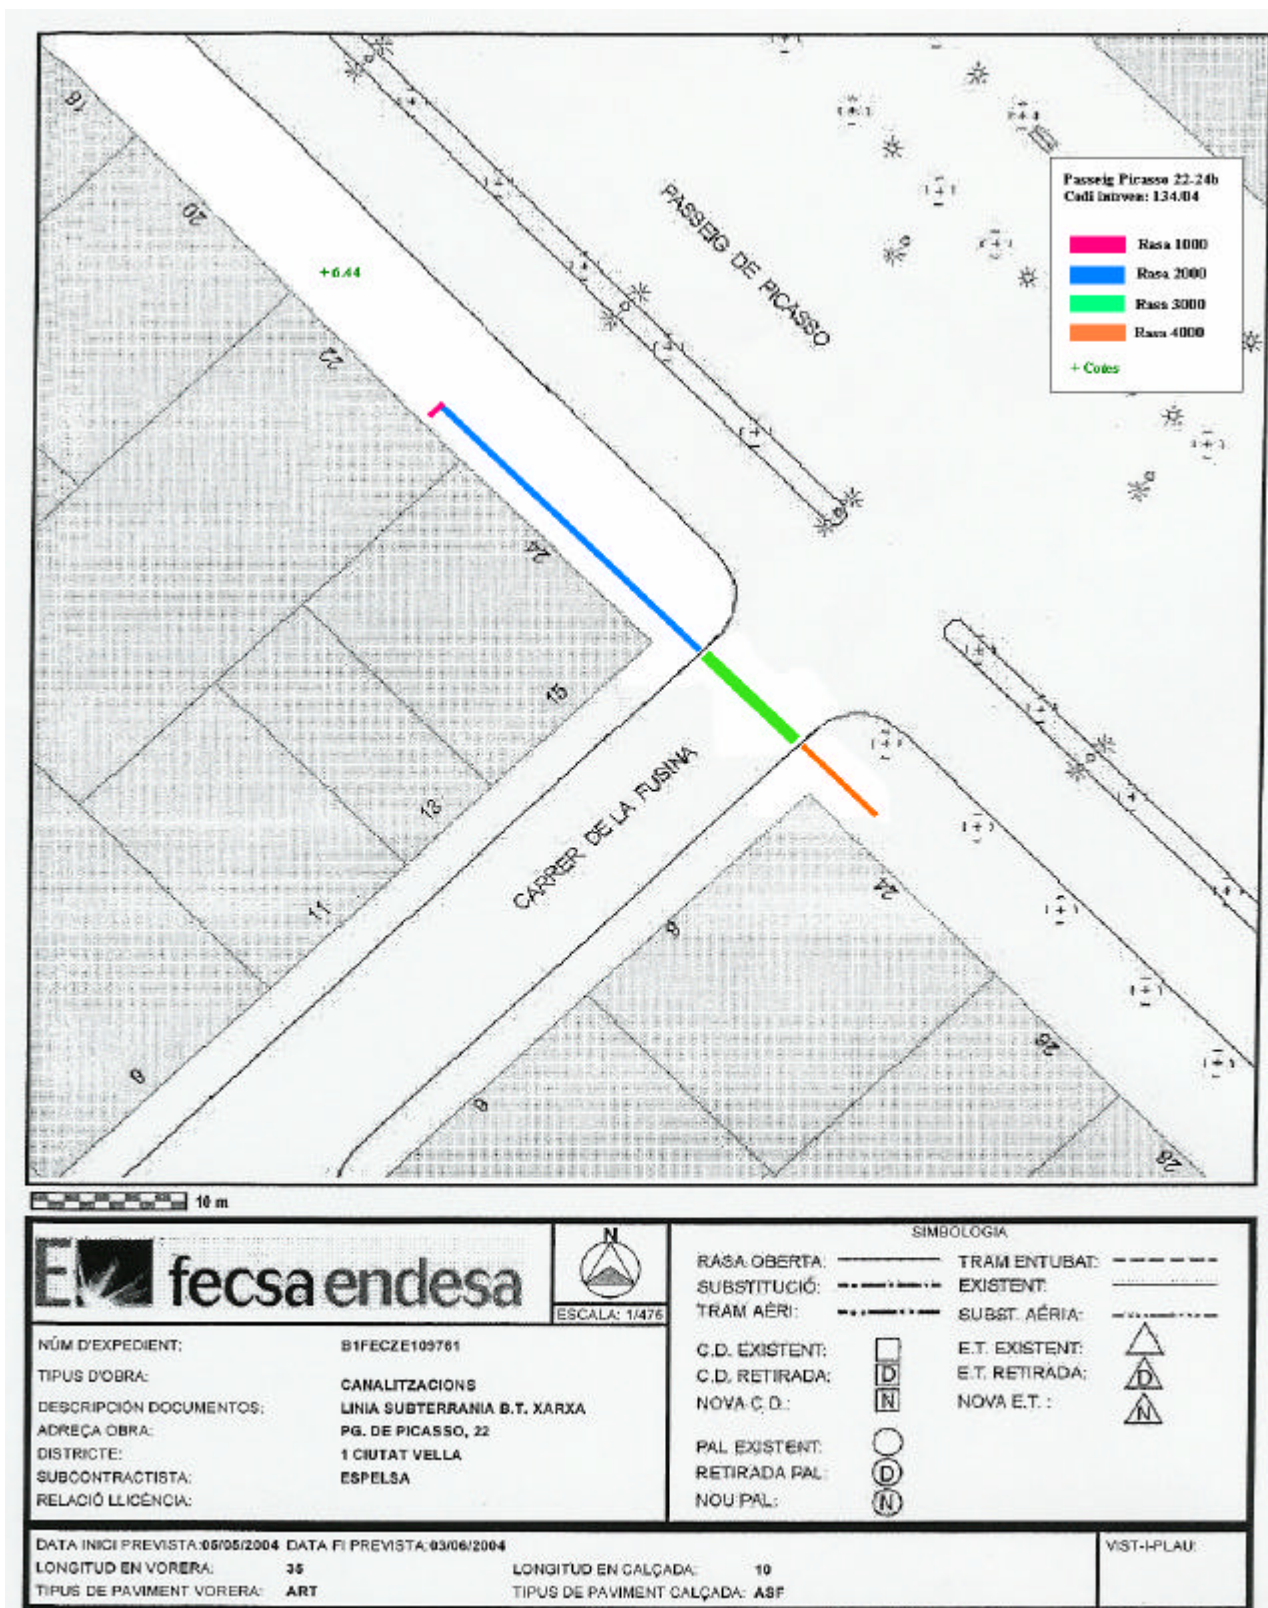 18
20
+6.44
22
PASSEIG DE PICASSO
Passeig Picasso 22-24b
Codi Interven: 134/04
Rasa 1000
Rasa 2000
Rasa 3000
Rasa 4000
+ Cotes
24
15
13
11
9
CARRER DE LA FUSINA
24
8
6
26
28
10 m
fecsa endesa
N
ESCALA: 1/476
NÚM D'EXPEDIENT: B1FECZE109761
TIPUS D'OBRA: CANALITZACIONS
DESCRIPCIÓN DOCUMENTOS: LINIA SUBTERRANIA B.T. XARXA
ADREÇA OBRA: PG. DE PICASSO, 22
DISTRICTE: 1 CIUTAT VELLA
SUBCONTRACTISTA: ESPELSA
RELACIÓ LLICÈNCIA:
SIMBOLOGIA
RASA OBERTA: TRAM ENTUBAT:
SUBSTITUCIÓ: EXISTENT:
TRAM AERI: SUBST. AÉRIA:
C.D. EXISTENT: E.T. EXISTENT:
C.D. RETIRADA: D E.T. RETIRADA: D
NOVA C.D.: N NOVA E.T. : N
PAL EXISTENT:
RETIRADA PAL: D
NOU PAL: N
DATA INICI PREVISTA:05/05/2004 DATA FI PREVISTA:03/06/2004
LONGITUD EN VORERA: 35 LONGITUD EN CALÇADA: 10
TIPUS DE PAVIMENT VORERA: ART TIPUS DE PAVIMENT CALÇADA: ASF
VIST-I-PLAU: